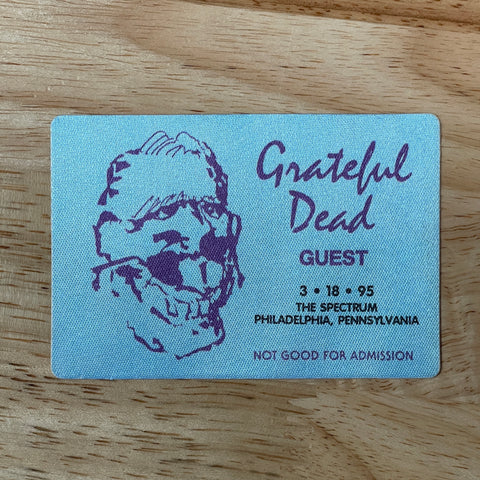 Grateful
Dead
GUEST
3 • 18 • 95
THE SPECTRUM
PHILADELPHIA, PENNSYLVANIA
NOT GOOD FOR ADMISSION